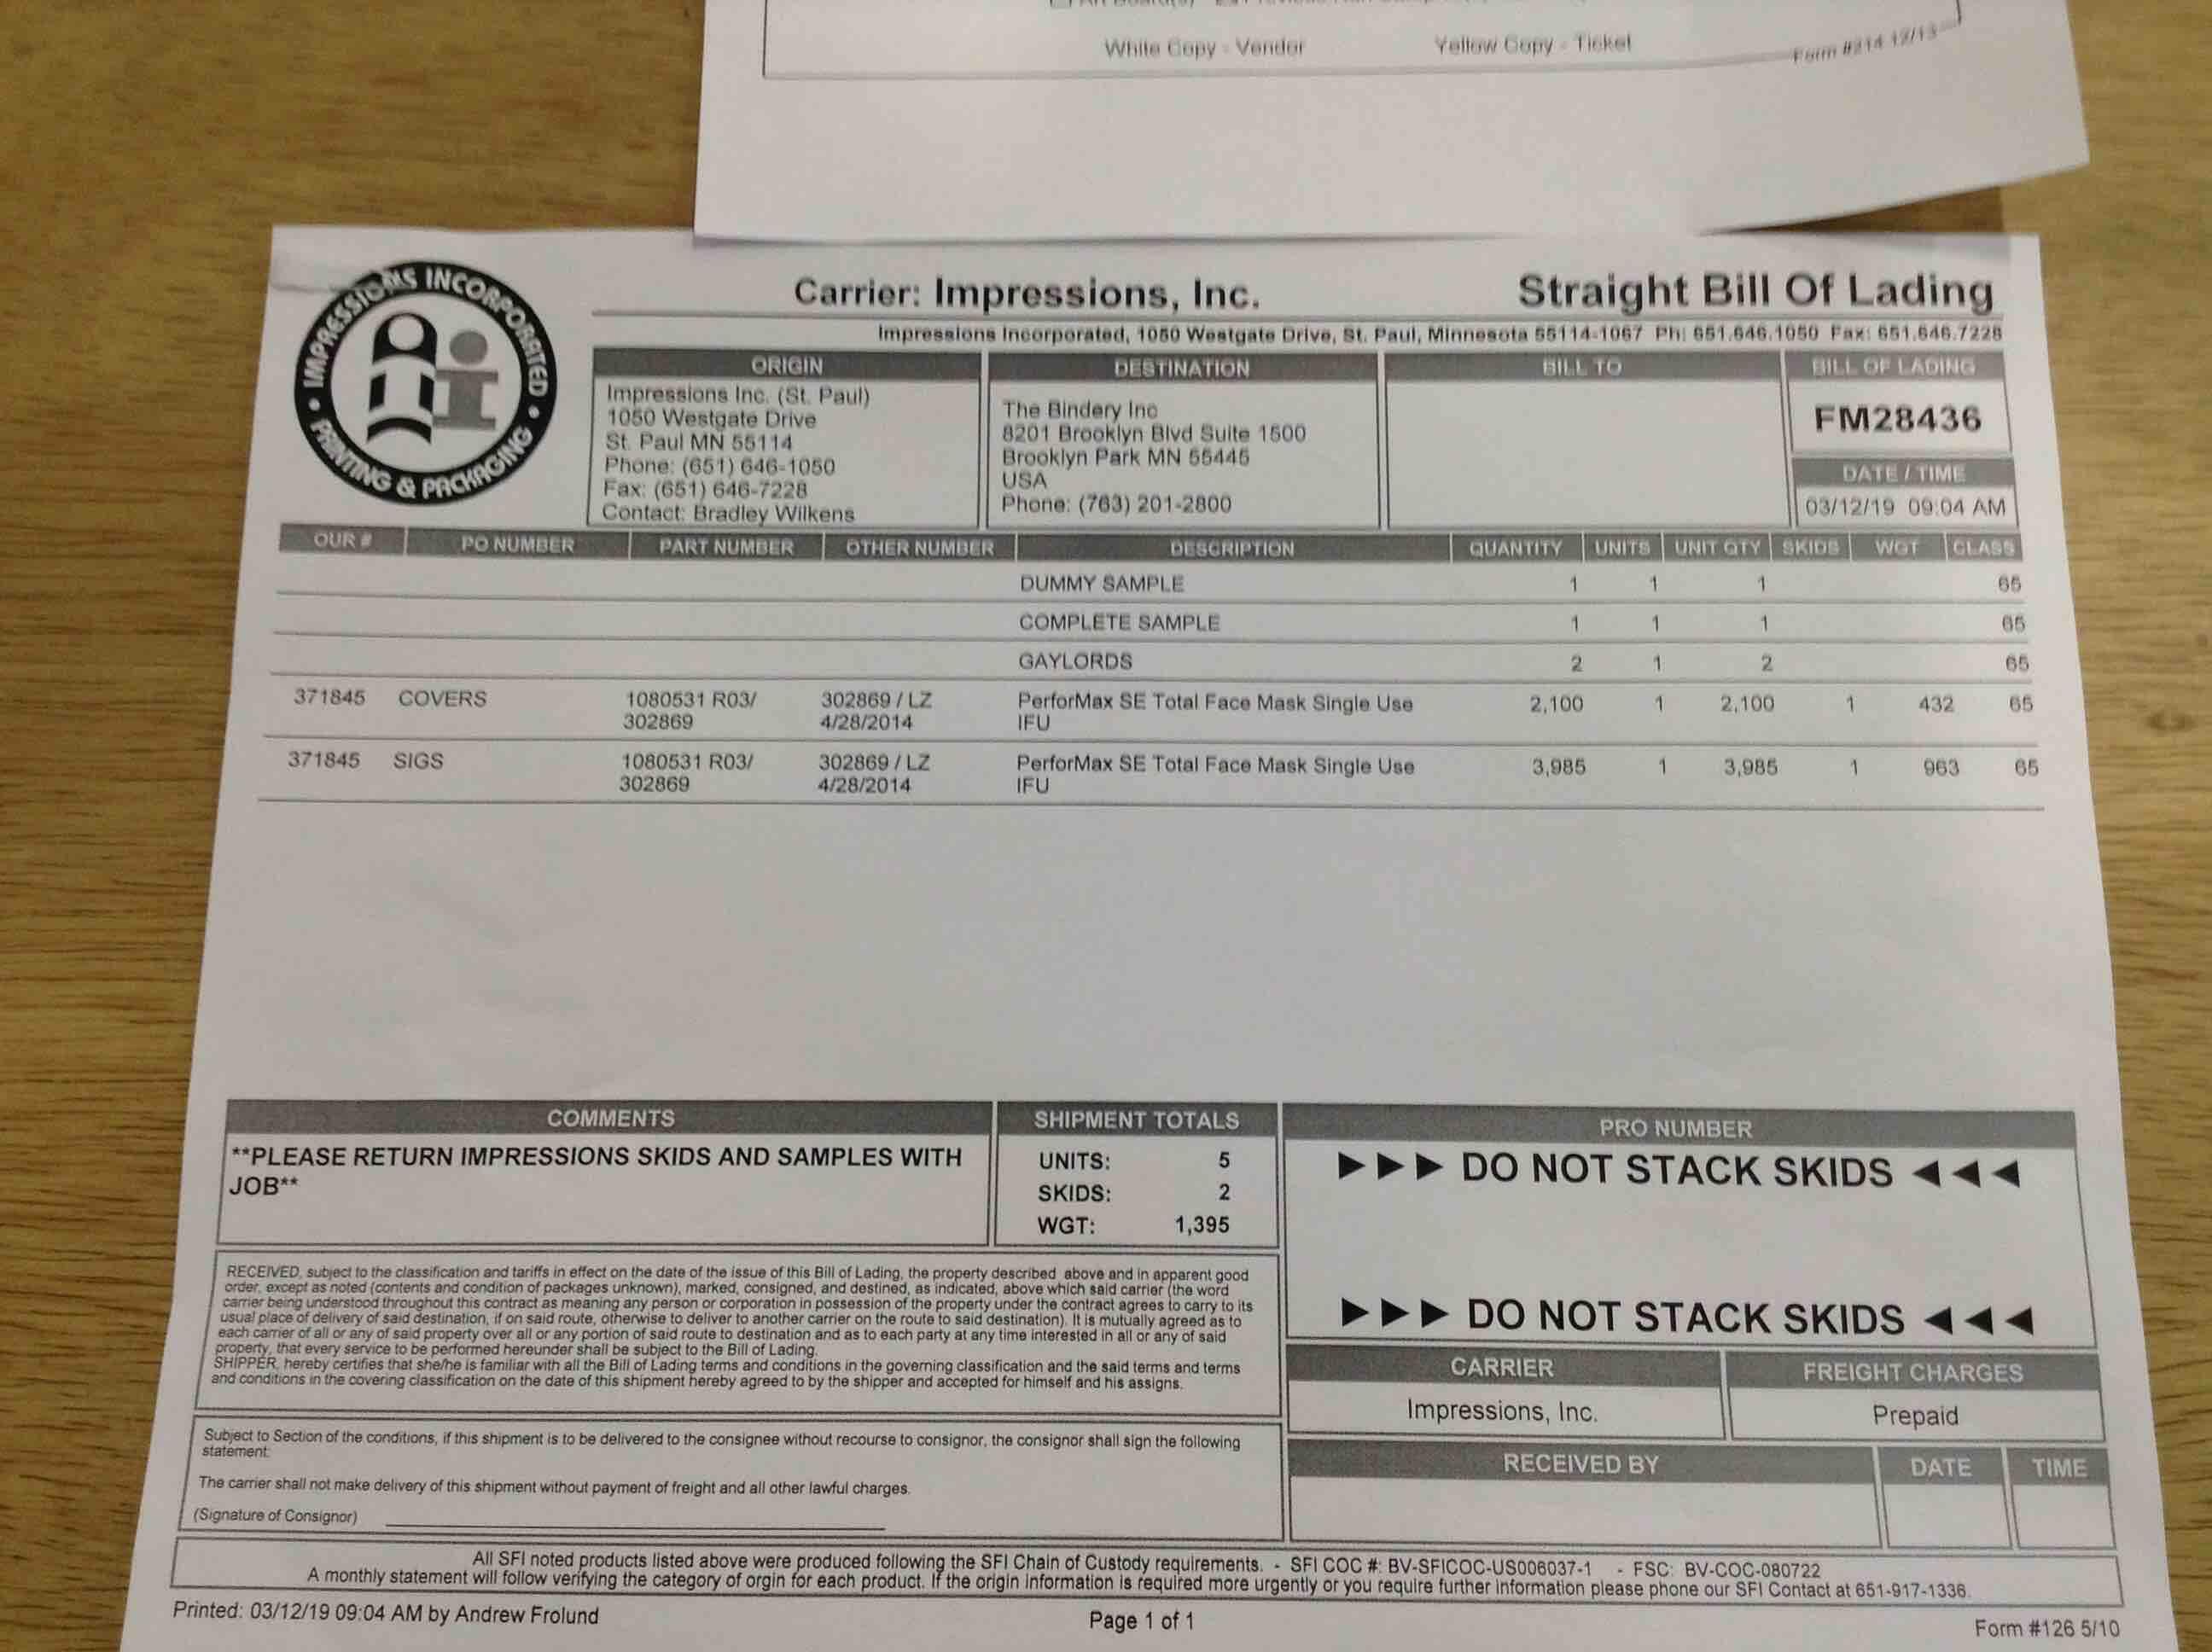 White Copy - Vendor Yellow Copy - Ticket Form #214 12/13
IMPRESSIONS INCORPORATED • PRINTING & PACKAGING •
Carrier: Impressions, Inc. Straight Bill Of Lading
Impressions Incorporated, 1050 Westgate Drive, St. Paul, Minnesota 55114-1067 Ph: 651.646.1050 Fax: 651.646.7228
ORIGIN
Impressions Inc. (St. Paul)
1050 Westgate Drive
St. Paul MN 55114
Phone: (651) 646-1050
Fax: (651) 646-7228
Contact: Bradley Wilkens
DESTINATION
The Bindery Inc
8201 Brooklyn Blvd Suite 1500
Brooklyn Park MN 55445
USA
Phone: (763) 201-2800
BILL TO
BILL OF LADING
FM28436
DATE / TIME
03/12/19 09:04 AM
OUR # PO NUMBER PART NUMBER OTHER NUMBER DESCRIPTION QUANTITY UNITS UNIT QTY SKIDS WGT CLASS
DUMMY SAMPLE 1 1 1 65
COMPLETE SAMPLE 1 1 1 65
GAYLORDS 2 1 2 65
371845 COVERS 1080531 R03/ 302869 / LZ PerforMax SE Total Face Mask Single Use 2,100 1 2,100 1 432 65
302869 4/28/2014 IFU
371845 SIGS 1080531 R03/ 302869 / LZ PerforMax SE Total Face Mask Single Use 3,985 1 3,985 1 963 65
302869 4/28/2014 IFU
COMMENTS
**PLEASE RETURN IMPRESSIONS SKIDS AND SAMPLES WITH
JOB**
SHIPMENT TOTALS
UNITS: 5
SKIDS: 2
WGT: 1,395
PRO NUMBER
►►► DO NOT STACK SKIDS ◄◄◄
►►► DO NOT STACK SKIDS ◄◄◄
RECEIVED, subject to the classification and tariffs in effect on the date of the issue of this Bill of Lading, the property described above and in apparent good
order, except as noted (contents and condition of packages unknown), marked, consigned, and destined, as indicated, above which said carrier (the word
carrier being understood throughout this contract as meaning any person or corporation in possession of the property under the contract agrees to carry to its
usual place of delivery of said destination, if on said route, otherwise to deliver to another carrier on the route to said destination). It is mutually agreed as to
each carrier of all or any of said property over all or any portion of said route to destination and as to each party at any time interested in all or any of said
property, that every service to be performed hereunder shall be subject to the Bill of Lading.
SHIPPER, hereby certifies that she/he is familiar with all the Bill of Lading terms and conditions in the governing classification and the said terms and terms
and conditions in the covering classification on the date of this shipment hereby agreed to by the shipper and accepted for himself and his assigns.
CARRIER
Impressions, Inc.
FREIGHT CHARGES
Prepaid
Subject to Section of the conditions, if this shipment is to be delivered to the consignee without recourse to consignor, the consignor shall sign the following
statement:
The carrier shall not make delivery of this shipment without payment of freight and all other lawful charges.
(Signature of Consignor)
RECEIVED BY DATE TIME
All SFI noted products listed above were produced following the SFI Chain of Custody requirements. - SFI COC #: BV-SFICOC-US006037-1 - FSC: BV-COC-080722
A monthly statement will follow verifying the category of orgin for each product. If the origin information is required more urgently or you require further information please phone our SFI Contact at 651-917-1336.
Printed: 03/12/19 09:04 AM by Andrew Frolund Page 1 of 1 Form #126 5/10